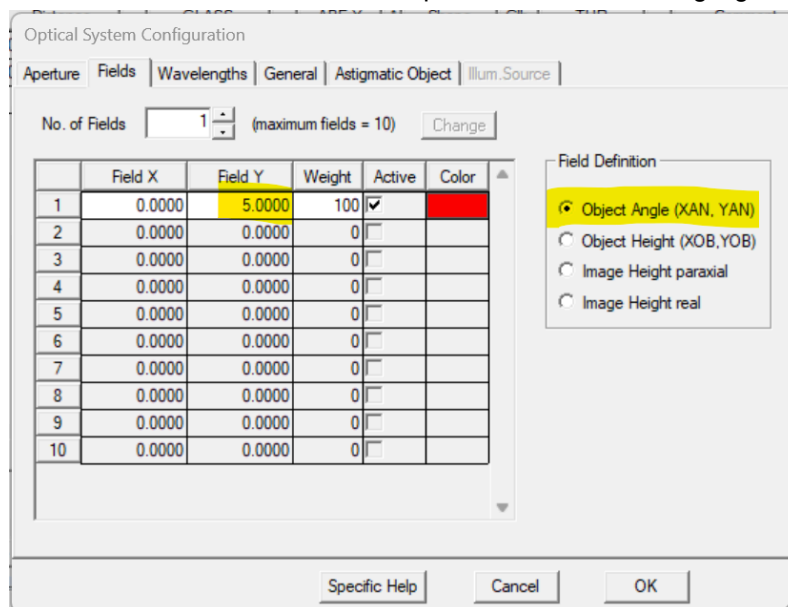 Optical System Configuration
Aperture Fields Wavelengths General Astigmatic Object Illum.Source
No. of Fields 1 (maximum fields = 10) Change
Field X Field Y Weight Active Color
1 0.0000 5.0000 100
2 0.0000 0.0000 0
3 0.0000 0.0000 0
4 0.0000 0.0000 0
5 0.0000 0.0000 0
6 0.0000 0.0000 0
7 0.0000 0.0000 0
8 0.0000 0.0000 0
9 0.0000 0.0000 0
10 0.0000 0.0000 0
Field Definition
Object Angle (XAN, YAN)
Object Height (XOB,YOB)
Image Height paraxial
Image Height real
Specific Help Cancel OK